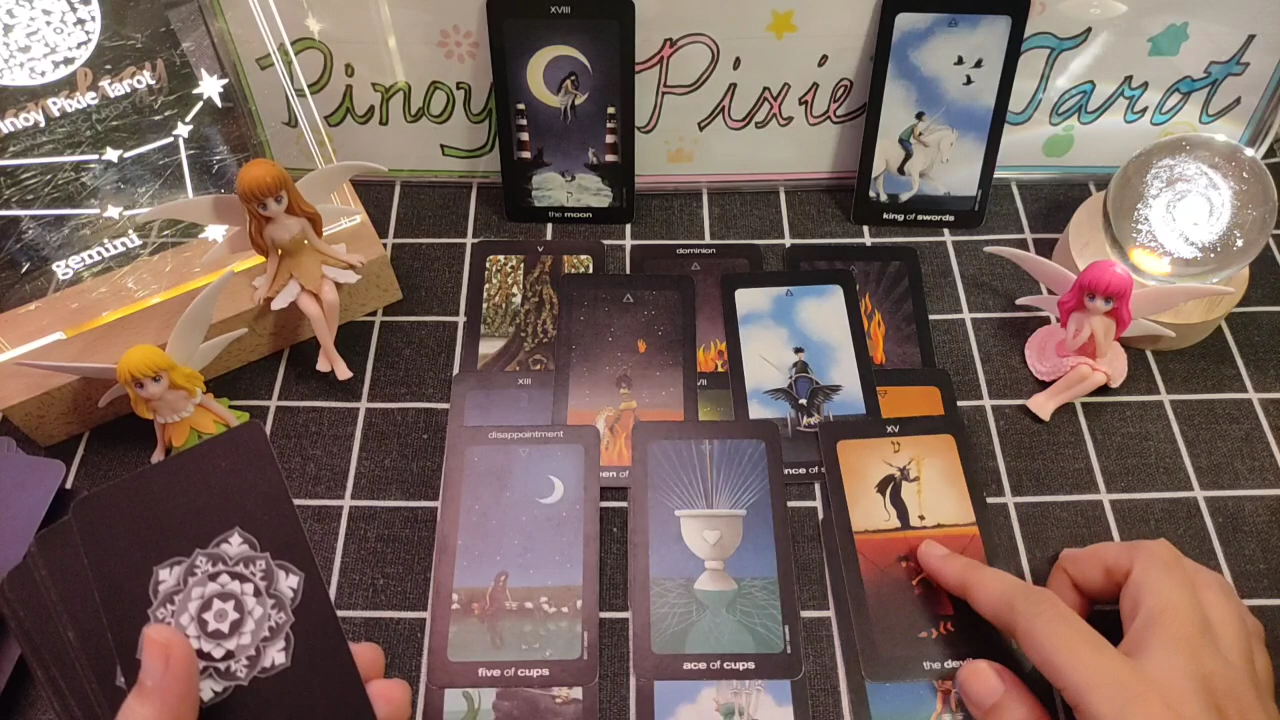 Pinoy Pixie Tarot
inoy Pixie Tarot
gemini
XVIII
the moon
king of swords
V
dominion
XIII
VII
disappointment
five of cups
ace of cups
XV
the devil